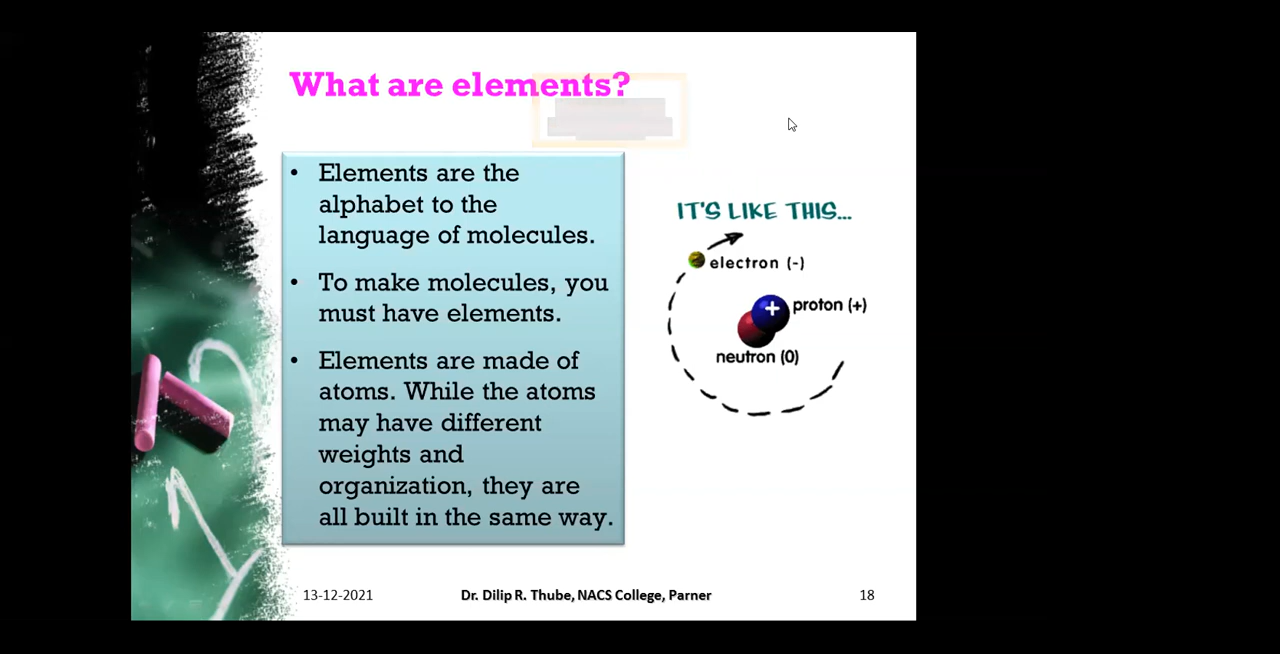 What are elements?
• Elements are the
alphabet to the
language of molecules.
• To make molecules, you
must have elements.
• Elements are made of
atoms. While the atoms
may have different
weights and
organization, they are
all built in the same way.
IT'S LIKE THIS...
electron (-)
+
proton (+)
neutron (0)
13-12-2021
Dr. Dilip R. Thube, NACS College, Parner
18